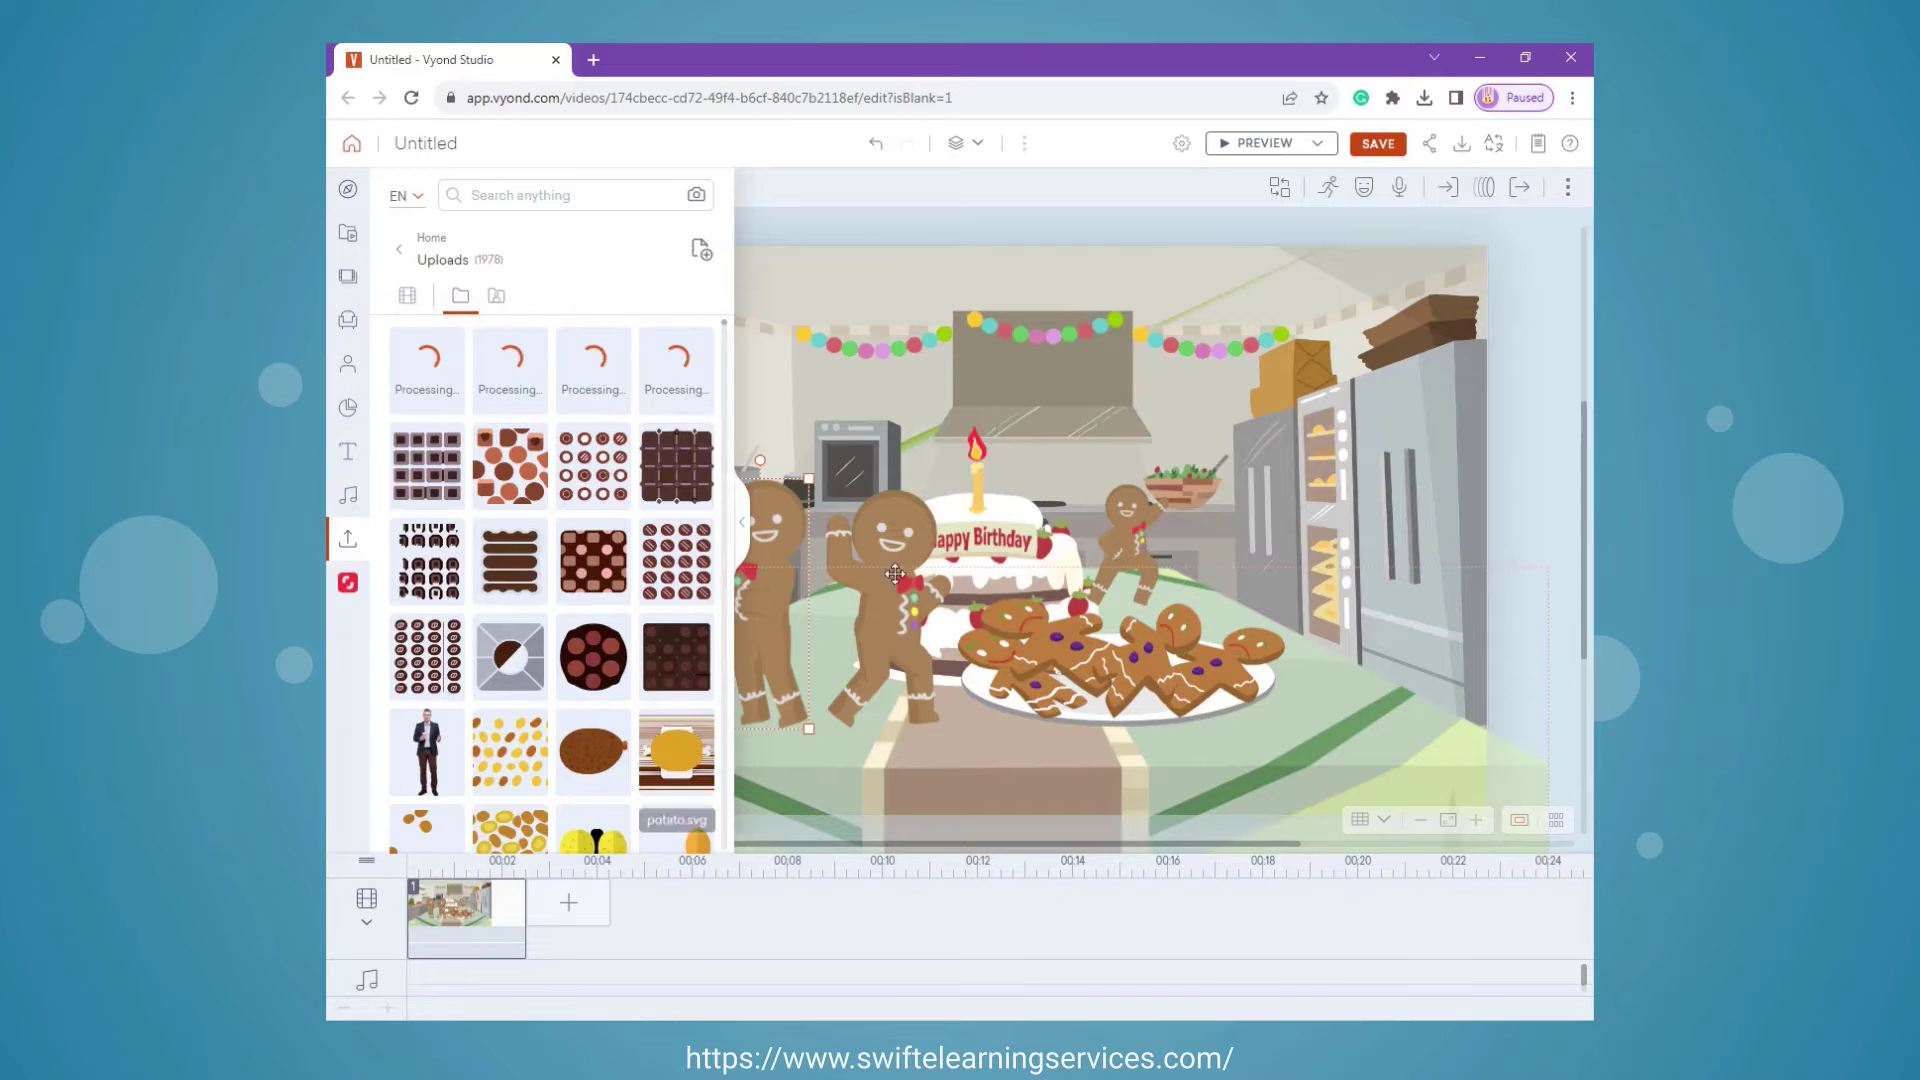 Untitled - Vyond Studio
app.vyond.com/videos/174cbecc-cd72-49f4-b6cf-840c7b2118ef/edit?isBlank=1
Paused
Untitled
PREVIEW
SAVE
EN
Search anything
Home
Uploads (1978)
Processing... Processing... Processing... Processing...
appy Birthday
potato.svg
00:02 00:04 00:06 00:08 00:10 00:12 00:14 00:16 00:18 00:20 00:22 00:24
1
https://www.swiftelearningservices.com/